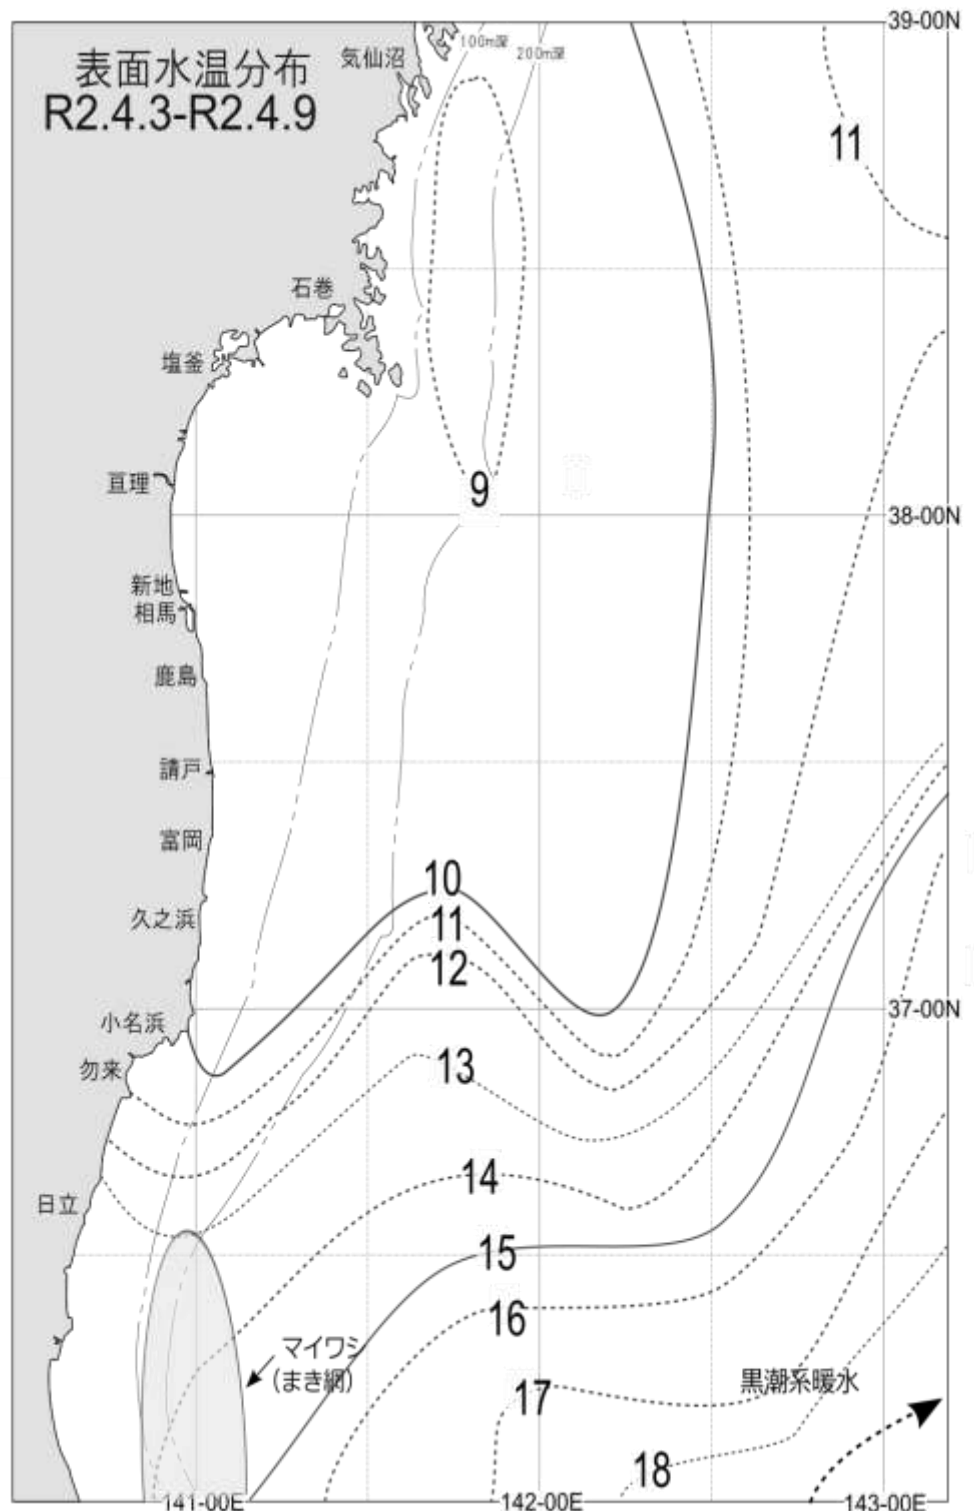 表面水温分布
R2.4.3-R2.4.9
気仙沼
100m深
200m深
39-00N
11
石巻
塩釜
亘理
9
38-00N
新地
相馬
鹿島
請戸
富岡
10
久之浜
11
12
37-00N
小名浜
勿来
13
14
日立
15
16
マイワシ
(まき網)
17
黒潮系暖水
18
141-00E
142-00E
143-00E